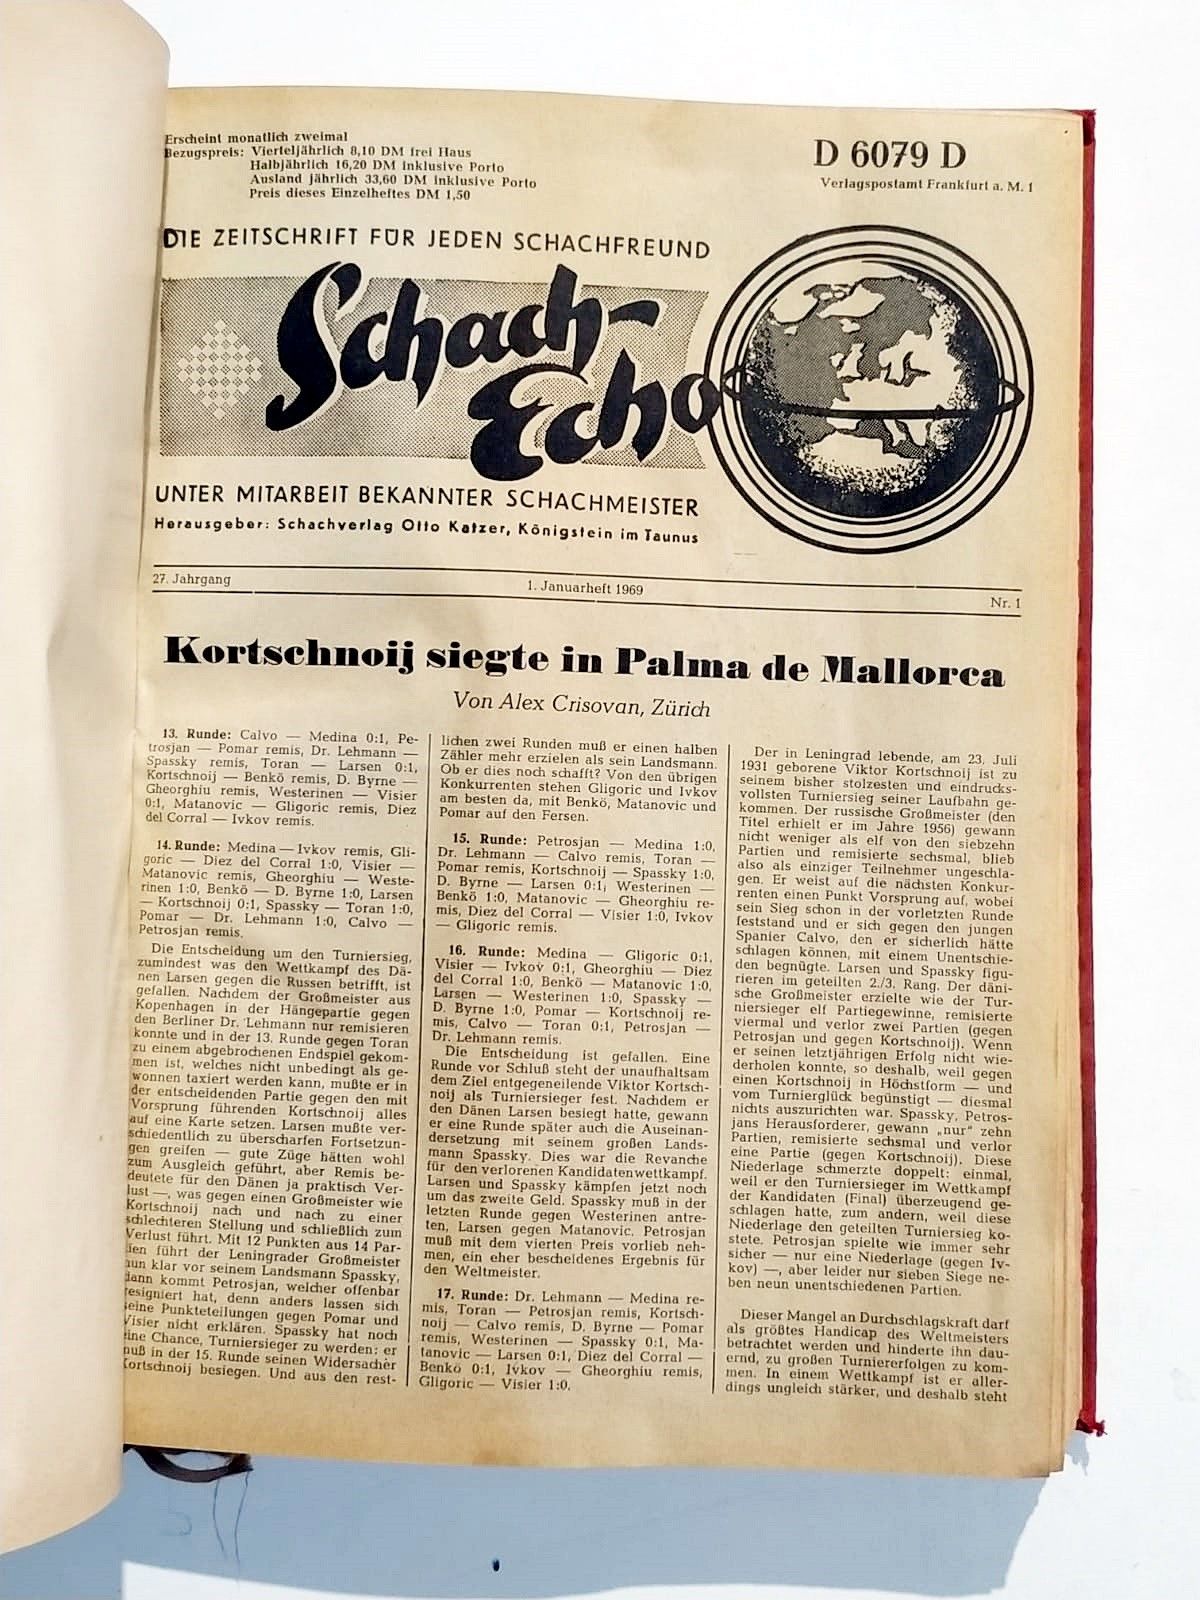 Erscheint monatlich zweimal
Bezugspreis: Vierteljährlich 8,10 DM frei Haus
Halbjährlich 16,20 DM inklusive Porto
Ausland jährlich 33,60 DM inklusive Porto
Preis dieses Einzelheftes DM 1,50
D 6079 D
Verlagspostamt Frankfurt a. M. 1
DIE ZEITSCHRIFT FÜR JEDEN SCHACHFREUND
Schach-
Echo
UNTER MITARBEIT BEKANNTER SCHACHMEISTER
Herausgeber: Schachverlag Otto Katzer, Königstein im Taunus
27. Jahrgang
1. Januarheft 1969
Nr. 1
Kortschnoij siegte in Palma de Mallorca
Von Alex Crisovan, Zürich
13. Runde: Calvo — Medina 0:1, Pe-
trosjan — Pomar remis, Dr. Lehmann —
Spassky remis, Toran — Larsen 0:1,
Kortschnoij — Benkö remis, D. Byrne —
Gheorghiu remis, Westerinen — Visier
0:1, Matanovic — Gligoric remis, Diez
del Corral — Ivkov remis.
14. Runde: Medina — Ivkov remis, Gli-
goric — Diez del Corral 1:0, Visier —
Matanovic remis, Gheorghiu — Weste-
rinen 1:0, Benkö — D. Byrne 1:0, Larsen
— Kortschnoij 0:1, Spassky — Toran 1:0,
Pomar — Dr. Lehmann 1:0, Calvo —
Petrosjan remis.
Die Entscheidung um den Turniersieg,
zumindest was den Wettkampf des Dä-
nen Larsen gegen die Russen betrifft, ist
gefallen. Nachdem der Großmeister aus
Kopenhagen in der Hängepartie gegen
den Berliner Dr. Lehmann nur remisieren
konnte und in der 13. Runde gegen Toran
zu einem abgebrochenen Endspiel gekom-
men ist, welches nicht unbedingt als ge-
wonnen taxiert werden kann, mußte er in
der entscheidenden Partie gegen den mit
Vorsprung führenden Kortschnoij alles
auf eine Karte setzen. Larsen mußte ver-
schiedentlich zu überscharfen Fortsetzun-
gen greifen — gute Züge hätten wohl
zum Ausgleich geführt, aber Remis be-
deutete für den Dänen ja praktisch Ver-
lust —, was gegen einen Großmeister wie
Kortschnoij nach und nach zu einer
schlechteren Stellung und schließlich zum
Verlust führt. Mit 12 Punkten aus 14 Par-
tien führt der Leningrader Großmeister
nun klar vor seinem Landsmann Spassky,
dann kommt Petrosjan, welcher offenbar
resigniert hat, denn anders lassen sich
seine Punkteteilungen gegen Pomar und
Visier nicht erklären. Spassky hat noch
eine Chance, Turniersieger zu werden: er
muß in der 15. Runde seinen Widersacher
Kortschnoij besiegen. Und aus den rest-
lichen zwei Runden muß er einen halben
Zähler mehr erzielen als sein Landsmann.
Ob er dies noch schafft? Von den übrigen
Konkurrenten stehen Gligoric und Ivkov
am besten da, mit Benkö, Matanovic und
Pomar auf den Fersen.
15. Runde: Petrosjan — Medina 1:0,
Dr. Lehmann — Calvo remis, Toran —
Pomar remis, Kortschnoij — Spassky 1:0,
D. Byrne — Larsen 0:1, Westerinen —
Benkö 1:0, Matanovic — Gheorghiu re-
mis, Diez del Corral — Visier 1:0, Ivkov
— Gligoric remis.
16. Runde: Medina — Gligoric 0:1,
Visier — Ivkov 0:1, Gheorghiu — Diez
del Corral 1:0, Benkö — Matanovic 1:0,
Larsen — Westerinen 1:0, Spassky —
D. Byrne 1:0, Pomar — Kortschnoij re-
mis, Calvo — Toran 0:1, Petrosjan —
Dr. Lehmann remis.
Die Entscheidung ist gefallen. Eine
Runde vor Schluß steht der unaufhaltsam
dem Ziel entgegeneilende Viktor Kortsch-
noij als Turniersieger fest. Nachdem er
den Dänen Larsen besiegt hatte, gewann
er eine Runde später auch die Auseinan-
dersetzung mit seinem großen Lands-
mann Spassky. Dies war die Revanche
für den verlorenen Kandidatenwettkampf.
Larsen und Spassky kämpfen jetzt noch
um das zweite Geld. Spassky muß in der
letzten Runde gegen Westerinen antre-
ten, Larsen gegen Matanovic. Petrosjan
muß mit dem vierten Preis vorlieb neh-
men, ein eher bescheidenes Ergebnis für
den Weltmeister.
17. Runde: Dr. Lehmann — Medina re-
mis, Toran — Petrosjan remis, Kortsch-
noij — Calvo remis, D. Byrne — Pomar
remis, Westerinen — Spassky 0:1, Ma-
tanovic — Larsen 0:1, Diez del Corral —
Benkö 0:1, Ivkov — Gheorghiu remis,
Gligoric — Visier 1:0.
Der in Leningrad lebende, am 23. Juli
1931 geborene Viktor Kortschnoij ist zu
seinem bisher stolzesten und eindrucks-
vollsten Turniersieg seiner Laufbahn ge-
kommen. Der russische Großmeister (den
Titel erhielt er im Jahre 1956) gewann
nicht weniger als elf von den siebzehn
Partien und remisierte sechsmal, blieb
also als einziger Teilnehmer ungeschla-
gen. Er weist auf die nächsten Konkur-
renten einen Punkt Vorsprung auf, wobei
sein Sieg schon in der vorletzten Runde
feststand und er sich gegen den jungen
Spanier Calvo, den er sicherlich hätte
schlagen können, mit einem Unentschie-
den begnügte. Larsen und Spassky figu-
rieren im geteilten 2./3. Rang. Der däni-
sche Großmeister erzielte wie der Tur-
niersieger elf Partiegewinne, remisierte
viermal und verlor zwei Partien (gegen
Petrosjan und gegen Kortschnoij). Wenn
er seinen letztjährigen Erfolg nicht wie-
derholen konnte, so deshalb, weil gegen
einen Kortschnoij in Höchstform — und
vom Turnierglück begünstigt — diesmal
nichts auszurichten war. Spassky, Petros-
jans Herausforderer, gewann „nur" zehn
Partien, remisierte sechsmal und verlor
eine Partie (gegen Kortschnoij). Diese
Niederlage schmerzte doppelt: einmal,
weil er den Turniersieger im Wettkampf
der Kandidaten (Final) überzeugend ge-
schlagen hatte, zum andern, weil diese
Niederlage den geteilten Turniersieg ko-
stete. Petrosjan spielte wie immer sehr
sicher — nur eine Niederlage (gegen Iv-
kov) —, aber leider nur sieben Siege ne-
ben neun unentschiedenen Partien.
Dieser Mangel an Durchschlagskraft darf
als größtes Handicap des Weltmeisters
betrachtet werden und hinderte ihn dau-
ernd, zu großen Turniererfolgen zu kom-
men. In einem Wettkampf ist er aller-
dings ungleich stärker, und deshalb steht